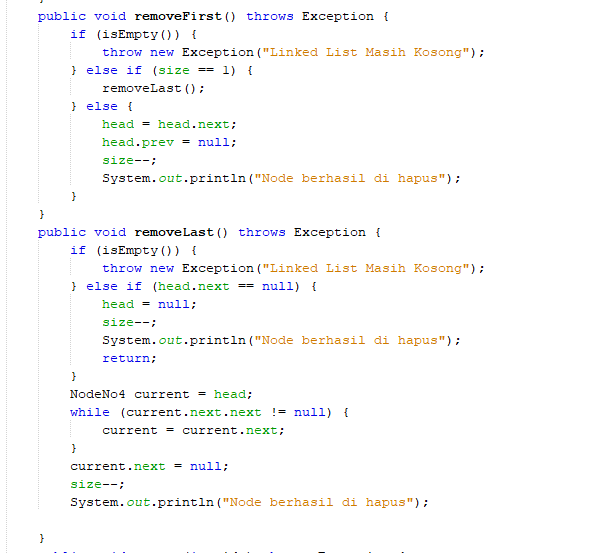 public void removeFirst() throws Exception {
    if (isEmpty()) {
        throw new Exception("Linked List Masih Kosong");
    } else if (size == 1) {
        removeLast();
    } else {
        head = head.next;
        head.prev = null;
        size--;
        System.out.println("Node berhasil di hapus");
    }
}
public void removeLast() throws Exception {
    if (isEmpty()) {
        throw new Exception("Linked List Masih Kosong");
    } else if (head.next == null) {
        head = null;
        size--;
        System.out.println("Node berhasil di hapus");
        return;
    }
    NodeNo4 current = head;
    while (current.next.next != null) {
        current = current.next;
    }
    current.next = null;
    size--;
    System.out.println("Node berhasil di hapus");

}